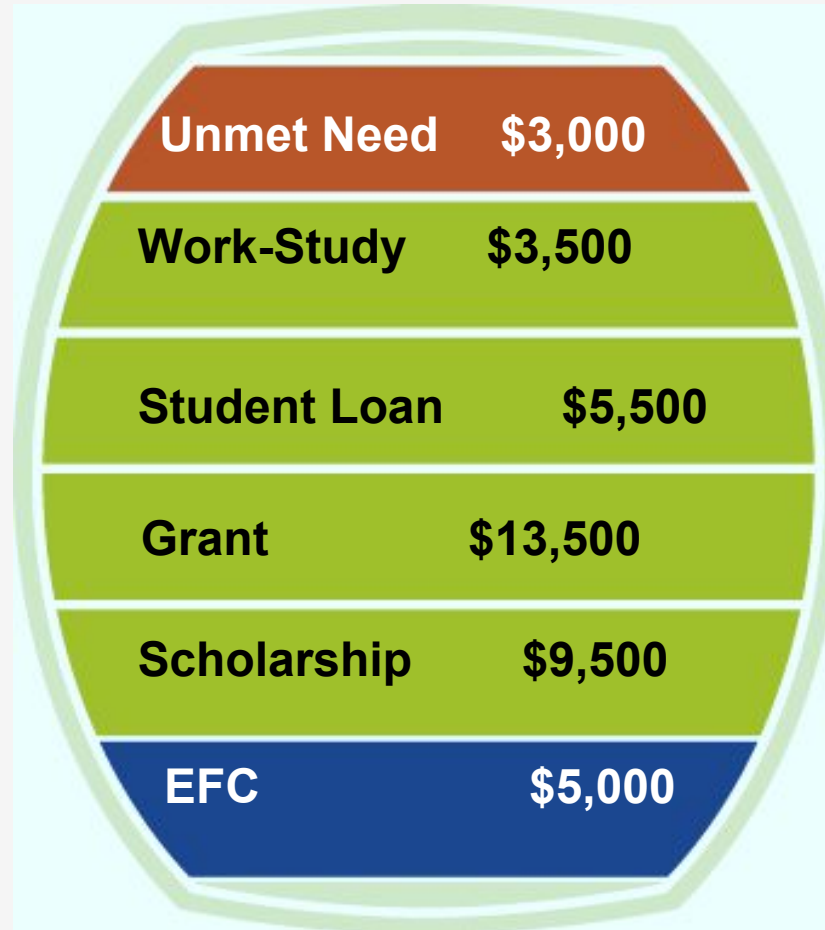 Unmet Need $3,000
Work-Study $3,500
Student Loan $5,500
Grant $13,500
Scholarship $9,500
EFC $5,000